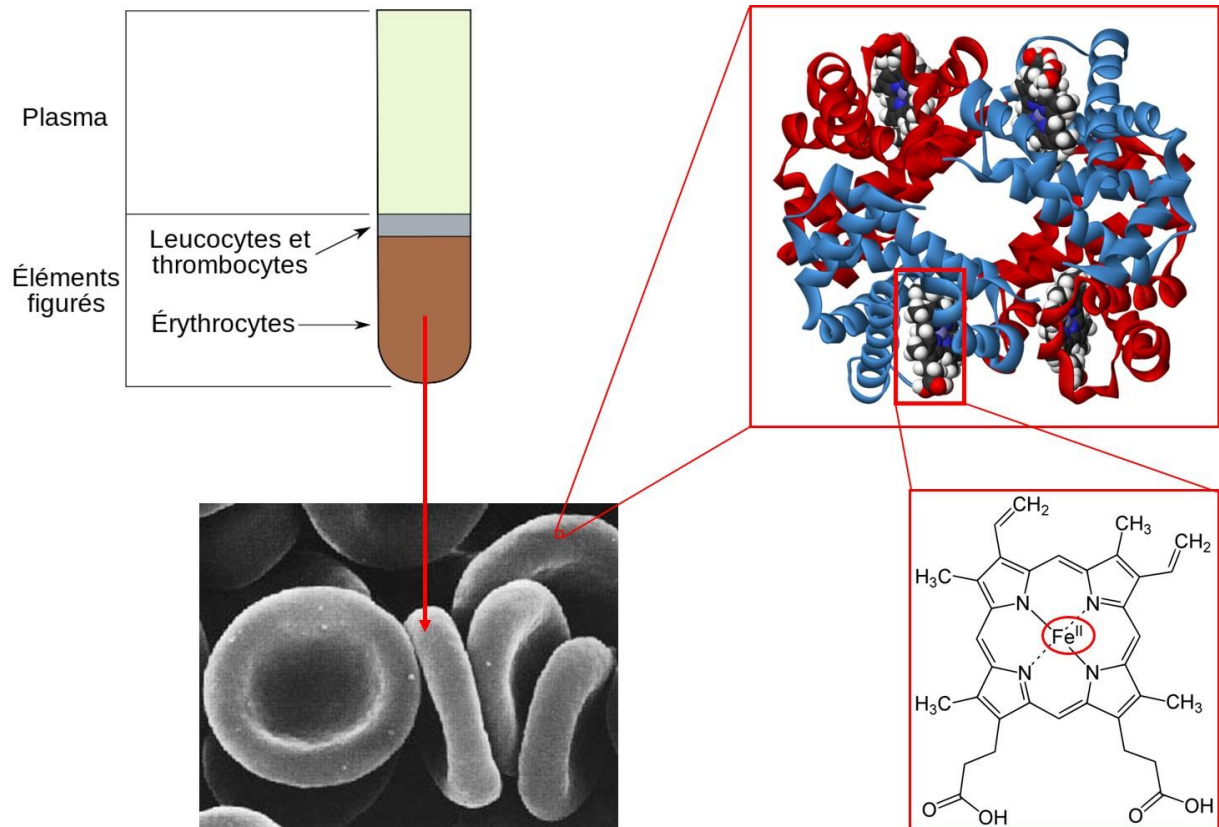 Plasma
Leucocytes et
thrombocytes
Éléments
figurés
Érythrocytes
CH2
CH3
CH2
H3C
N
N
FeII
N
N
H3C
CH3
O
OH
O
OH